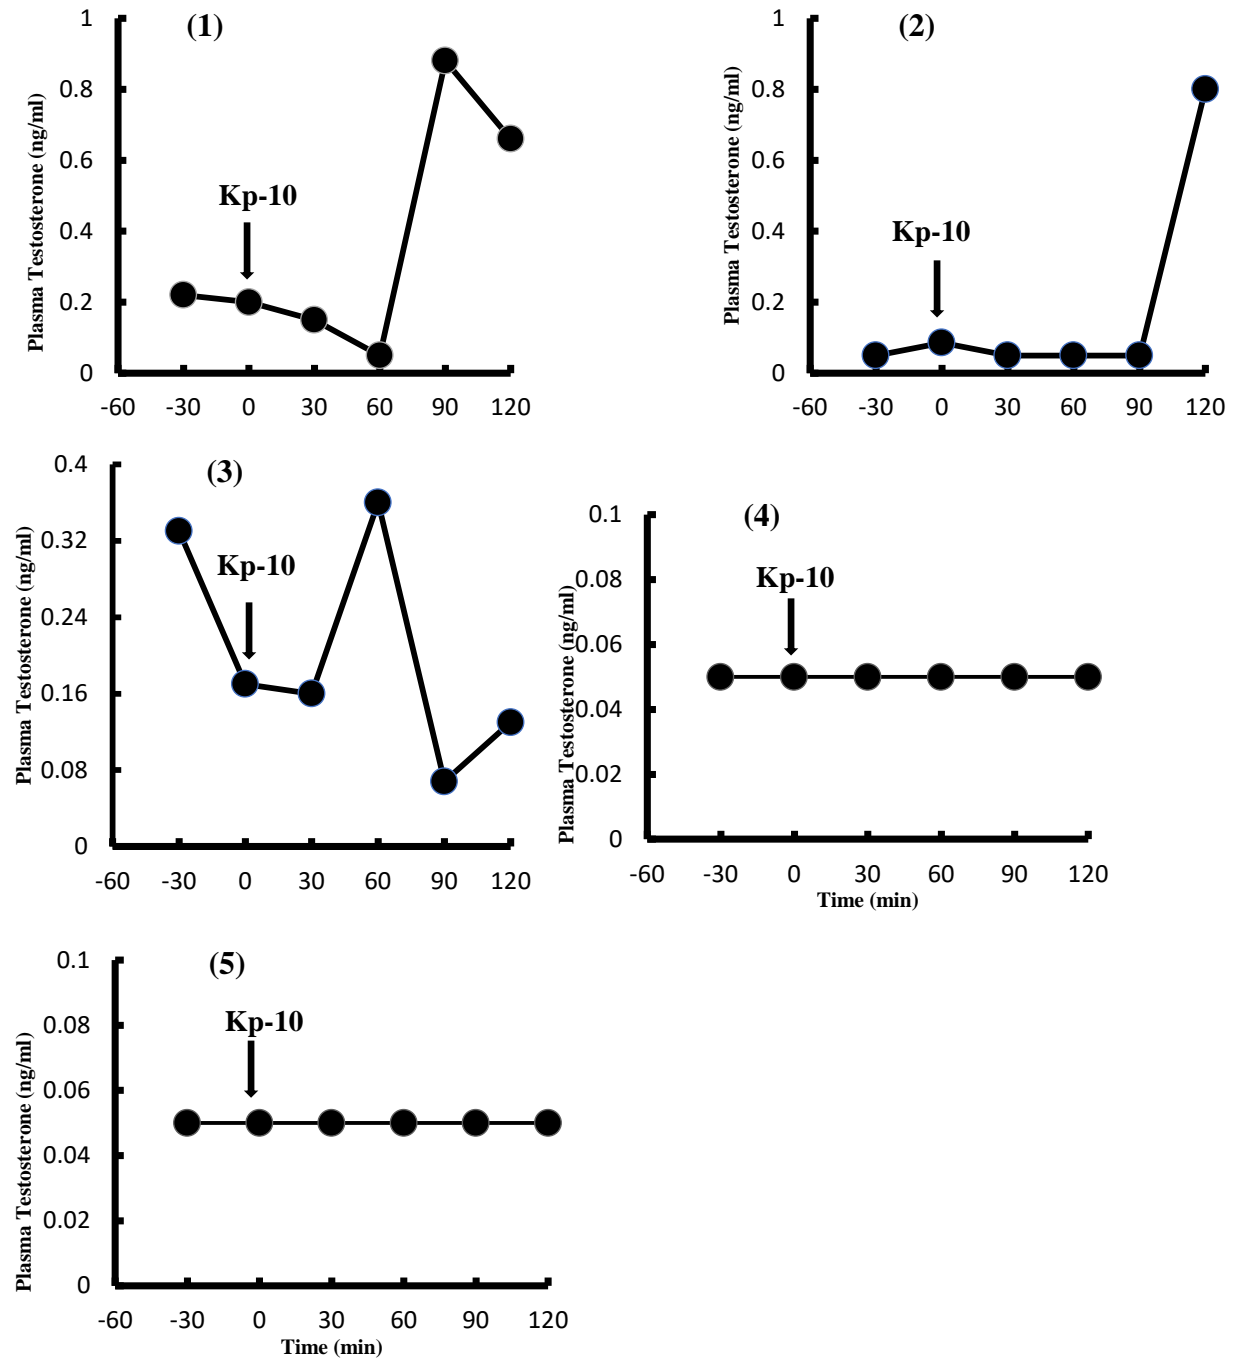 (1)
Plasma Testosterone (ng/ml)
1
0.8
0.6
0.4
0.2
0
Kp-10
-60 -30 0 30 60 90 120
(2)
Plasma Testosterone (ng/ml)
1
0.8
0.6
0.4
0.2
0
Kp-10
-60 -30 0 30 60 90 120
(3)
Plasma Testosterone (ng/ml)
0.4
0.32
0.24
0.16
0.08
0
Kp-10
-60 -30 0 30 60 90 120
(4)
Plasma Testosterone (ng/ml)
0.1
0.08
0.06
0.04
0.02
0
Kp-10
-60 -30 0 30 60 90 120
Time (min)
(5)
Plasma Testosterone (ng/ml)
0.1
0.08
0.06
0.04
0.02
0
Kp-10
-60 -30 0 30 60 90 120
Time (min)